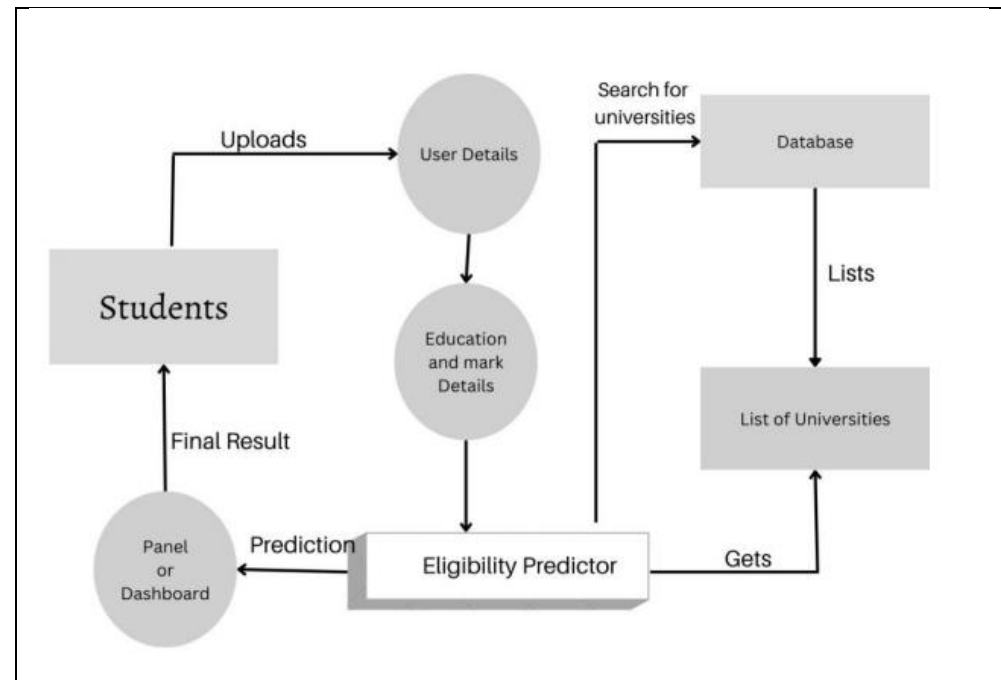 Search for
universities
Uploads
User Details
Database
Lists
Students
Education
and mark
Details
List of Universities
Final Result
Prediction
Panel
or
Dashboard
Eligibility Predictor
Gets